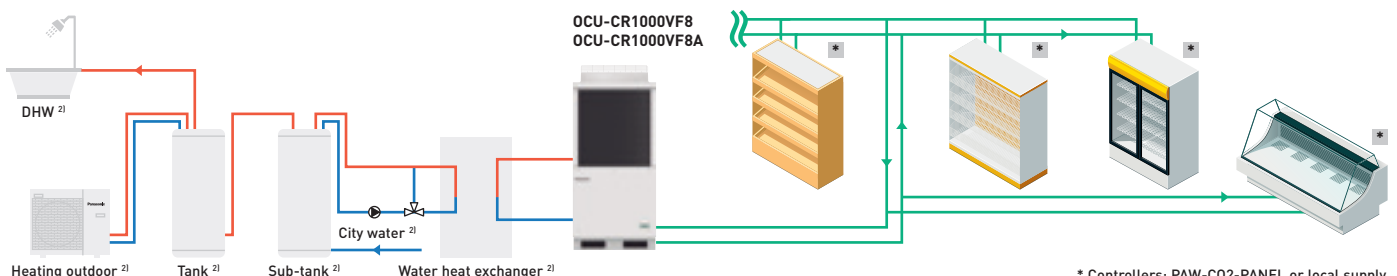 OCU-CR1000VF8
OCU-CR1000VF8A
*
*
*
*
DHW 2)
Panasonic
City water 2)
Heating outdoor 2)
Tank 2)
Sub-tank 2)
Water heat exchanger 2)
* Controllers: PAW-CO2-PANEL or local supply